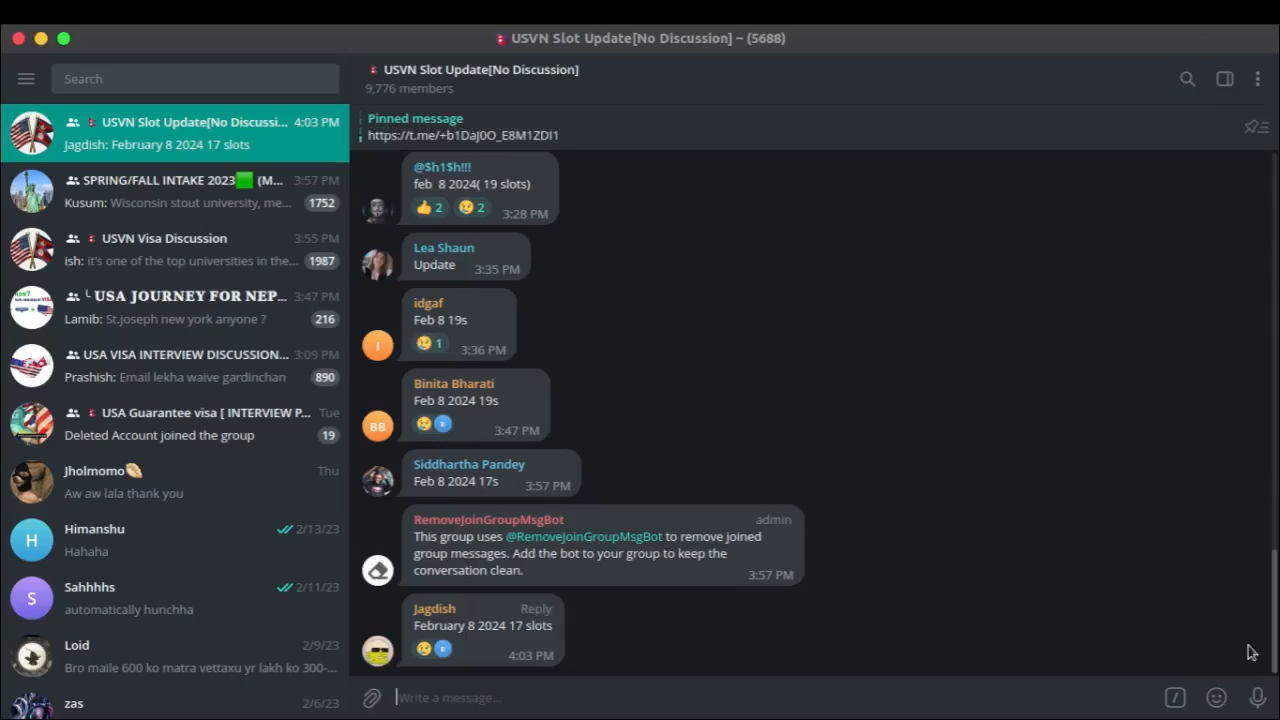 USVN Slot Update[No Discussion] – (5688)
Search
USVN Slot Update[No Discussi... 4:03 PM
Jagdish: February 8 2024 17 slots
SPRING/FALL INTAKE 2023🟩 (M... 3:57 PM
Kusum: Wisconsin stout university, me... 1752
USVN Visa Discussion 3:55 PM
ish: it's one of the top universities in the... 1987
╰ 𝐔𝐒𝐀 𝐉𝐎𝐔𝐑𝐍𝐄𝐘 𝐅𝐎𝐑 𝐍𝐄𝐏... 3:47 PM
Lamib: St.joseph new york anyone ? 216
USA VISA INTERVIEW DISCUSSION... 3:09 PM
Prashish: Email lekha waive gardinchan 890
USA Guarantee visa [ INTERVIEW P... Tue
Deleted Account joined the group 19
Jholmomo Thu
Aw aw lala thank you
H
Himanshu 2/13/23
Hahaha
S
Sahhhhs 2/11/23
automatically hunchha
Loid 2/9/23
Bro maile 600 ko matra vettaxu yr lakh ko 300-...
zas 2/6/23
USVN Slot Update[No Discussion]
9,776 members
Pinned message
https://t.me/+b1DaJ0O_E8M1ZDI1
@$h1$h!!!
feb 8 2024( 19 slots)
👍 2 😢 2 3:28 PM
Lea Shaun
Update 3:35 PM
idgaf
Feb 8 19s
😢 1 3:36 PM
I
Binita Bharati
Feb 8 2024 19s
3:47 PM
BB
Siddhartha Pandey
Feb 8 2024 17s 3:57 PM
RemoveJoinGroupMsgBot admin
This group uses @RemoveJoinGroupMsgBot to remove joined
group messages. Add the bot to your group to keep the
conversation clean. 3:57 PM
Jagdish Reply
February 8 2024 17 slots
4:03 PM
Write a message...